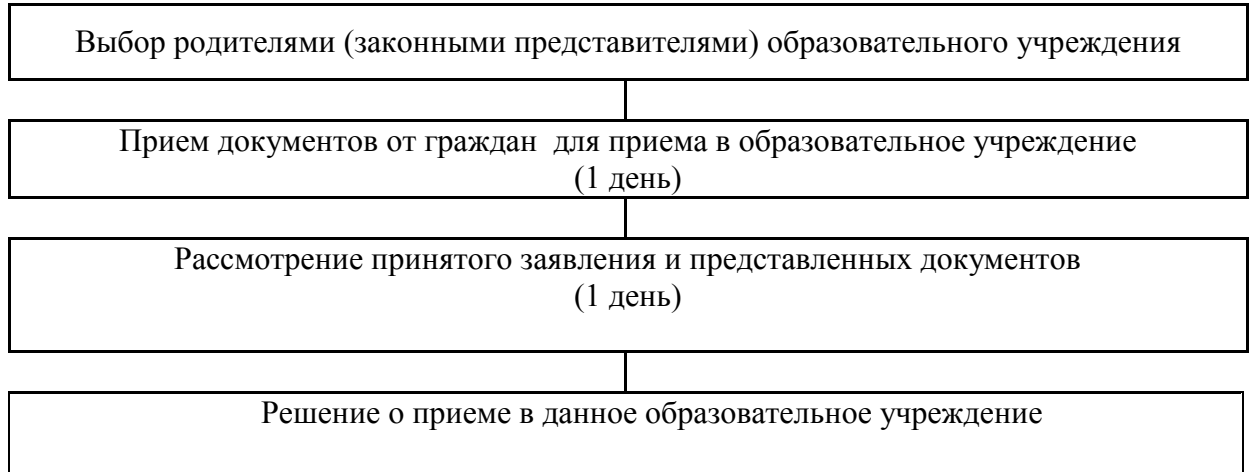 Выбор родителями (законными представителями) образовательного учреждения
Прием документов от граждан  для приема в образовательное учреждение
(1 день)
Рассмотрение принятого заявления и представленных документов
(1 день)
Решение о приеме в данное образовательное учреждение